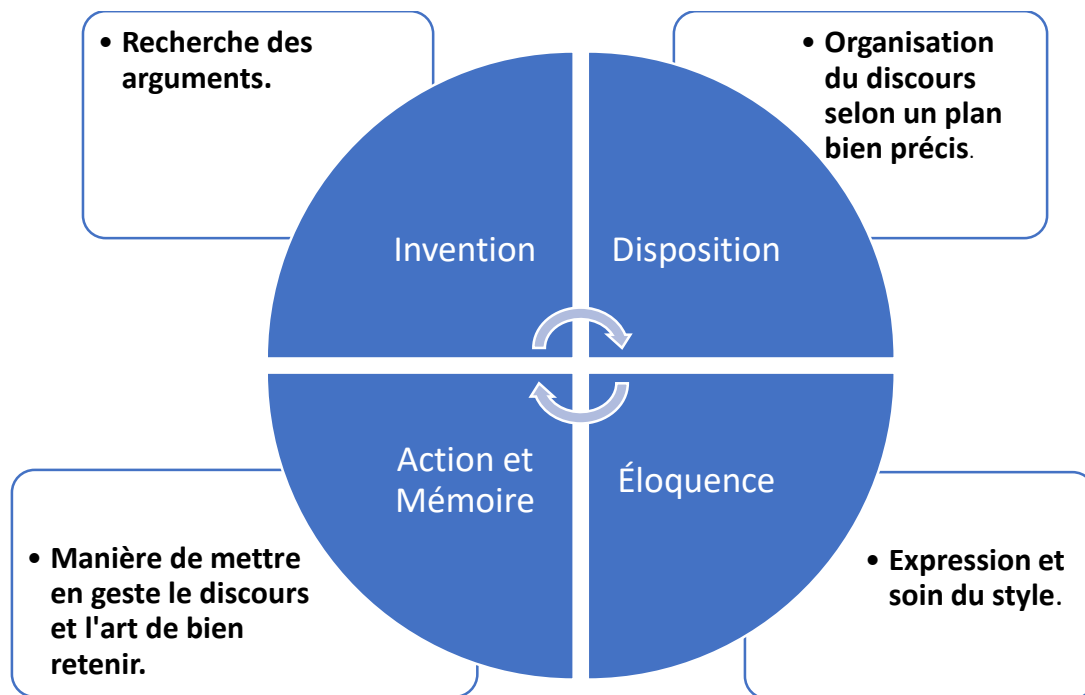 • Recherche des
arguments.
• Organisation
du discours
selon un plan
bien précis.
Invention
Disposition
Action et
Mémoire
Éloquence
• Manière de mettre
en geste le discours
et l'art de bien
retenir.
• Expression et
soin du style.